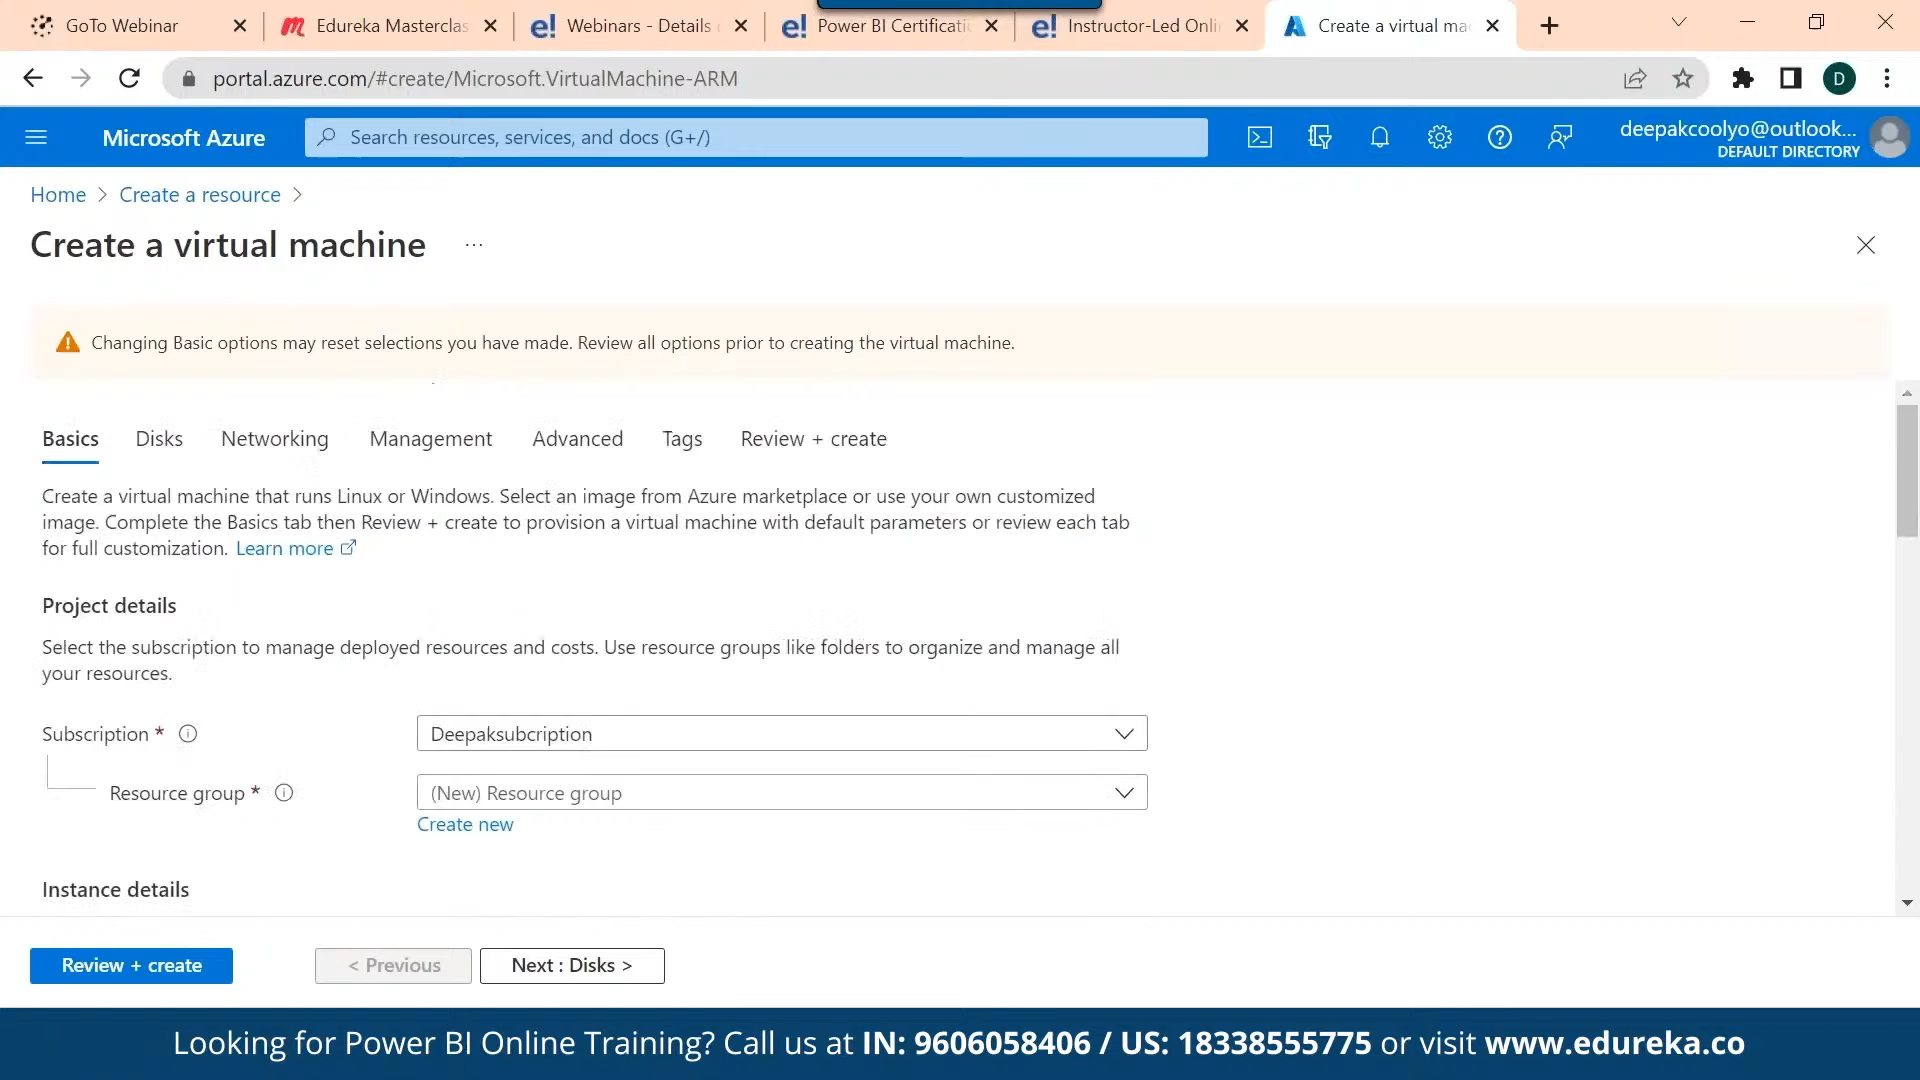 GoTo Webinar
Edureka Masterclas
Webinars - Details
Power BI Certificati
Instructor-Led Onli
Create a virtual ma
portal.azure.com/#create/Microsoft.VirtualMachine-ARM
D
Microsoft Azure
Search resources, services, and docs (G+/)
deepakcoolyo@outlook...
DEFAULT DIRECTORY
Home > Create a resource >
Create a virtual machine ...
Changing Basic options may reset selections you have made. Review all options prior to creating the virtual machine.
Basics Disks Networking Management Advanced Tags Review + create
Create a virtual machine that runs Linux or Windows. Select an image from Azure marketplace or use your own customized
image. Complete the Basics tab then Review + create to provision a virtual machine with default parameters or review each tab
for full customization. Learn more
Project details
Select the subscription to manage deployed resources and costs. Use resource groups like folders to organize and manage all
your resources.
Subscription *
Deepaksubcription
Resource group *
(New) Resource group
Create new
Instance details
Review + create
< Previous
Next : Disks >
Looking for Power BI Online Training? Call us at IN: 9606058406 / US: 18338555775 or visit www.edureka.co